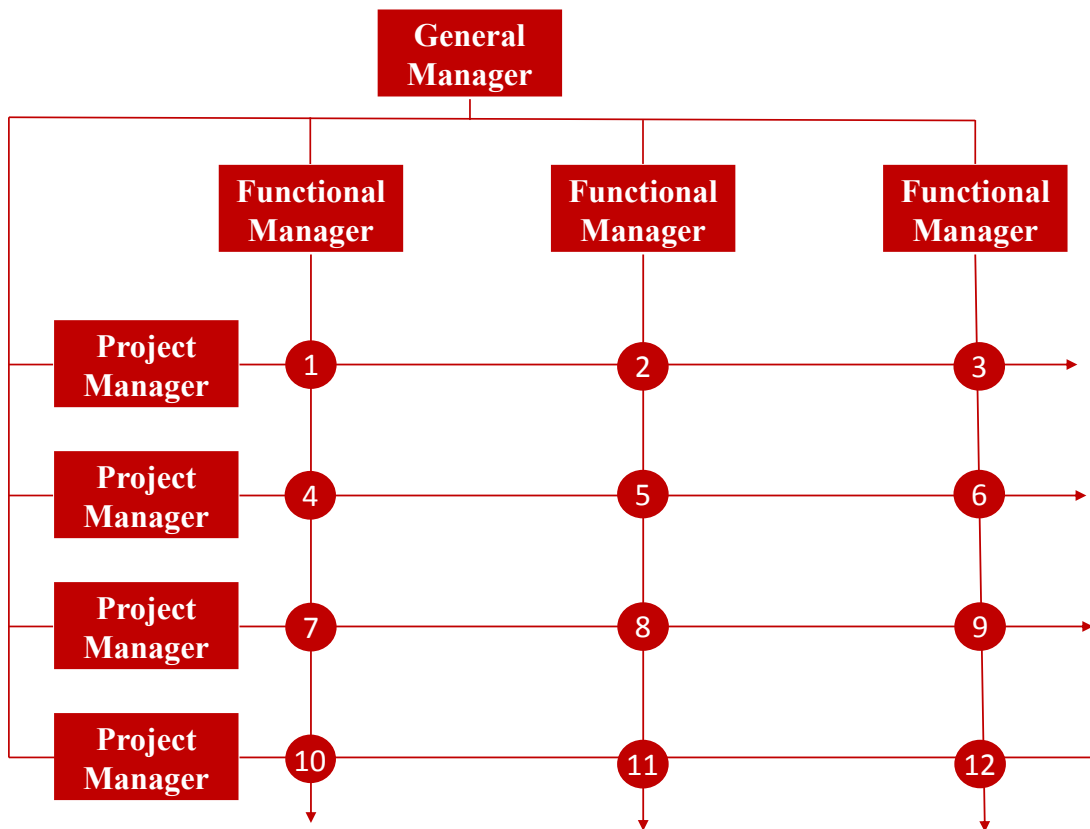 General
Manager
Functional
Manager
Functional
Manager
Functional
Manager
Project
Manager
1
2
3
Project
Manager
4
5
6
Project
Manager
7
8
9
Project
Manager
10
11
12